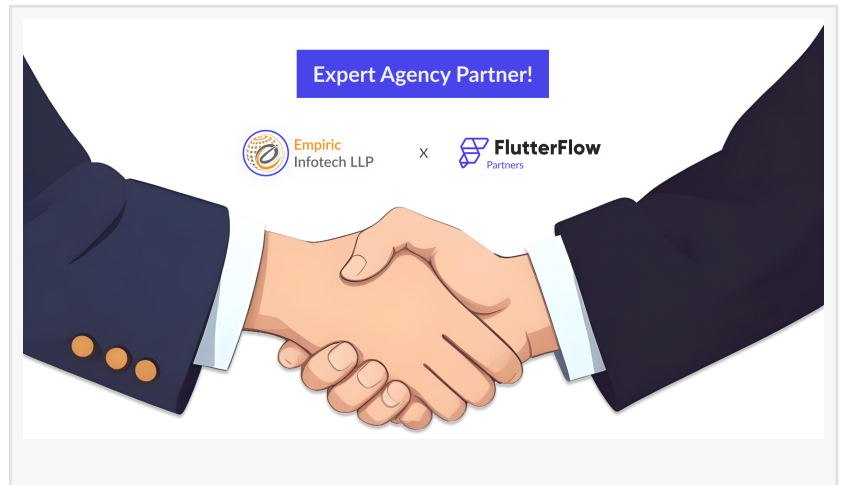 Expert Agency Partner!
Empiric
Infotech LLP
X
FlutterFlow
Partners